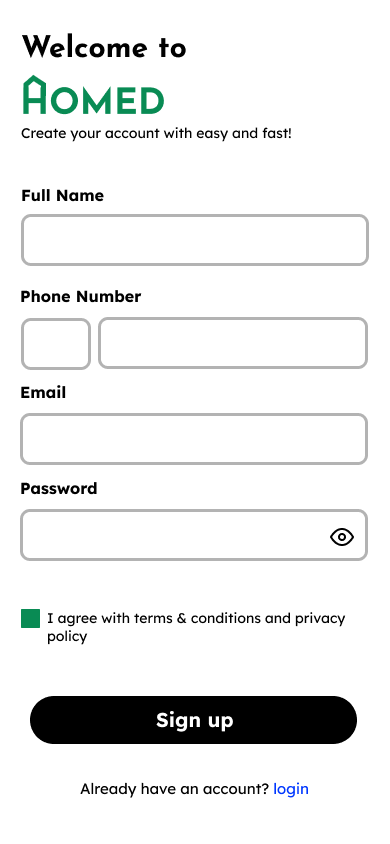 Welcome to
AOMED
Create your account with easy and fast!
Full Name
Phone Number
Email
Password
I agree with terms & conditions and privacy
policy
Sign up
Already have an account? login